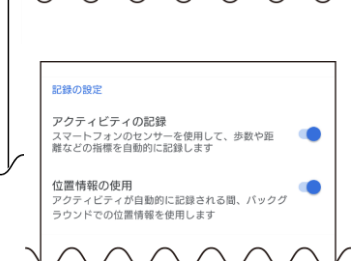 記録の設定
アクティビティの記録
スマートフォンのセンサーを使用して、歩数や距
離などの指標を自動的に記録します
位置情報の使用
アクティビティが自動的に記録される間、バックグ
ラウンドでの位置情報を使用します